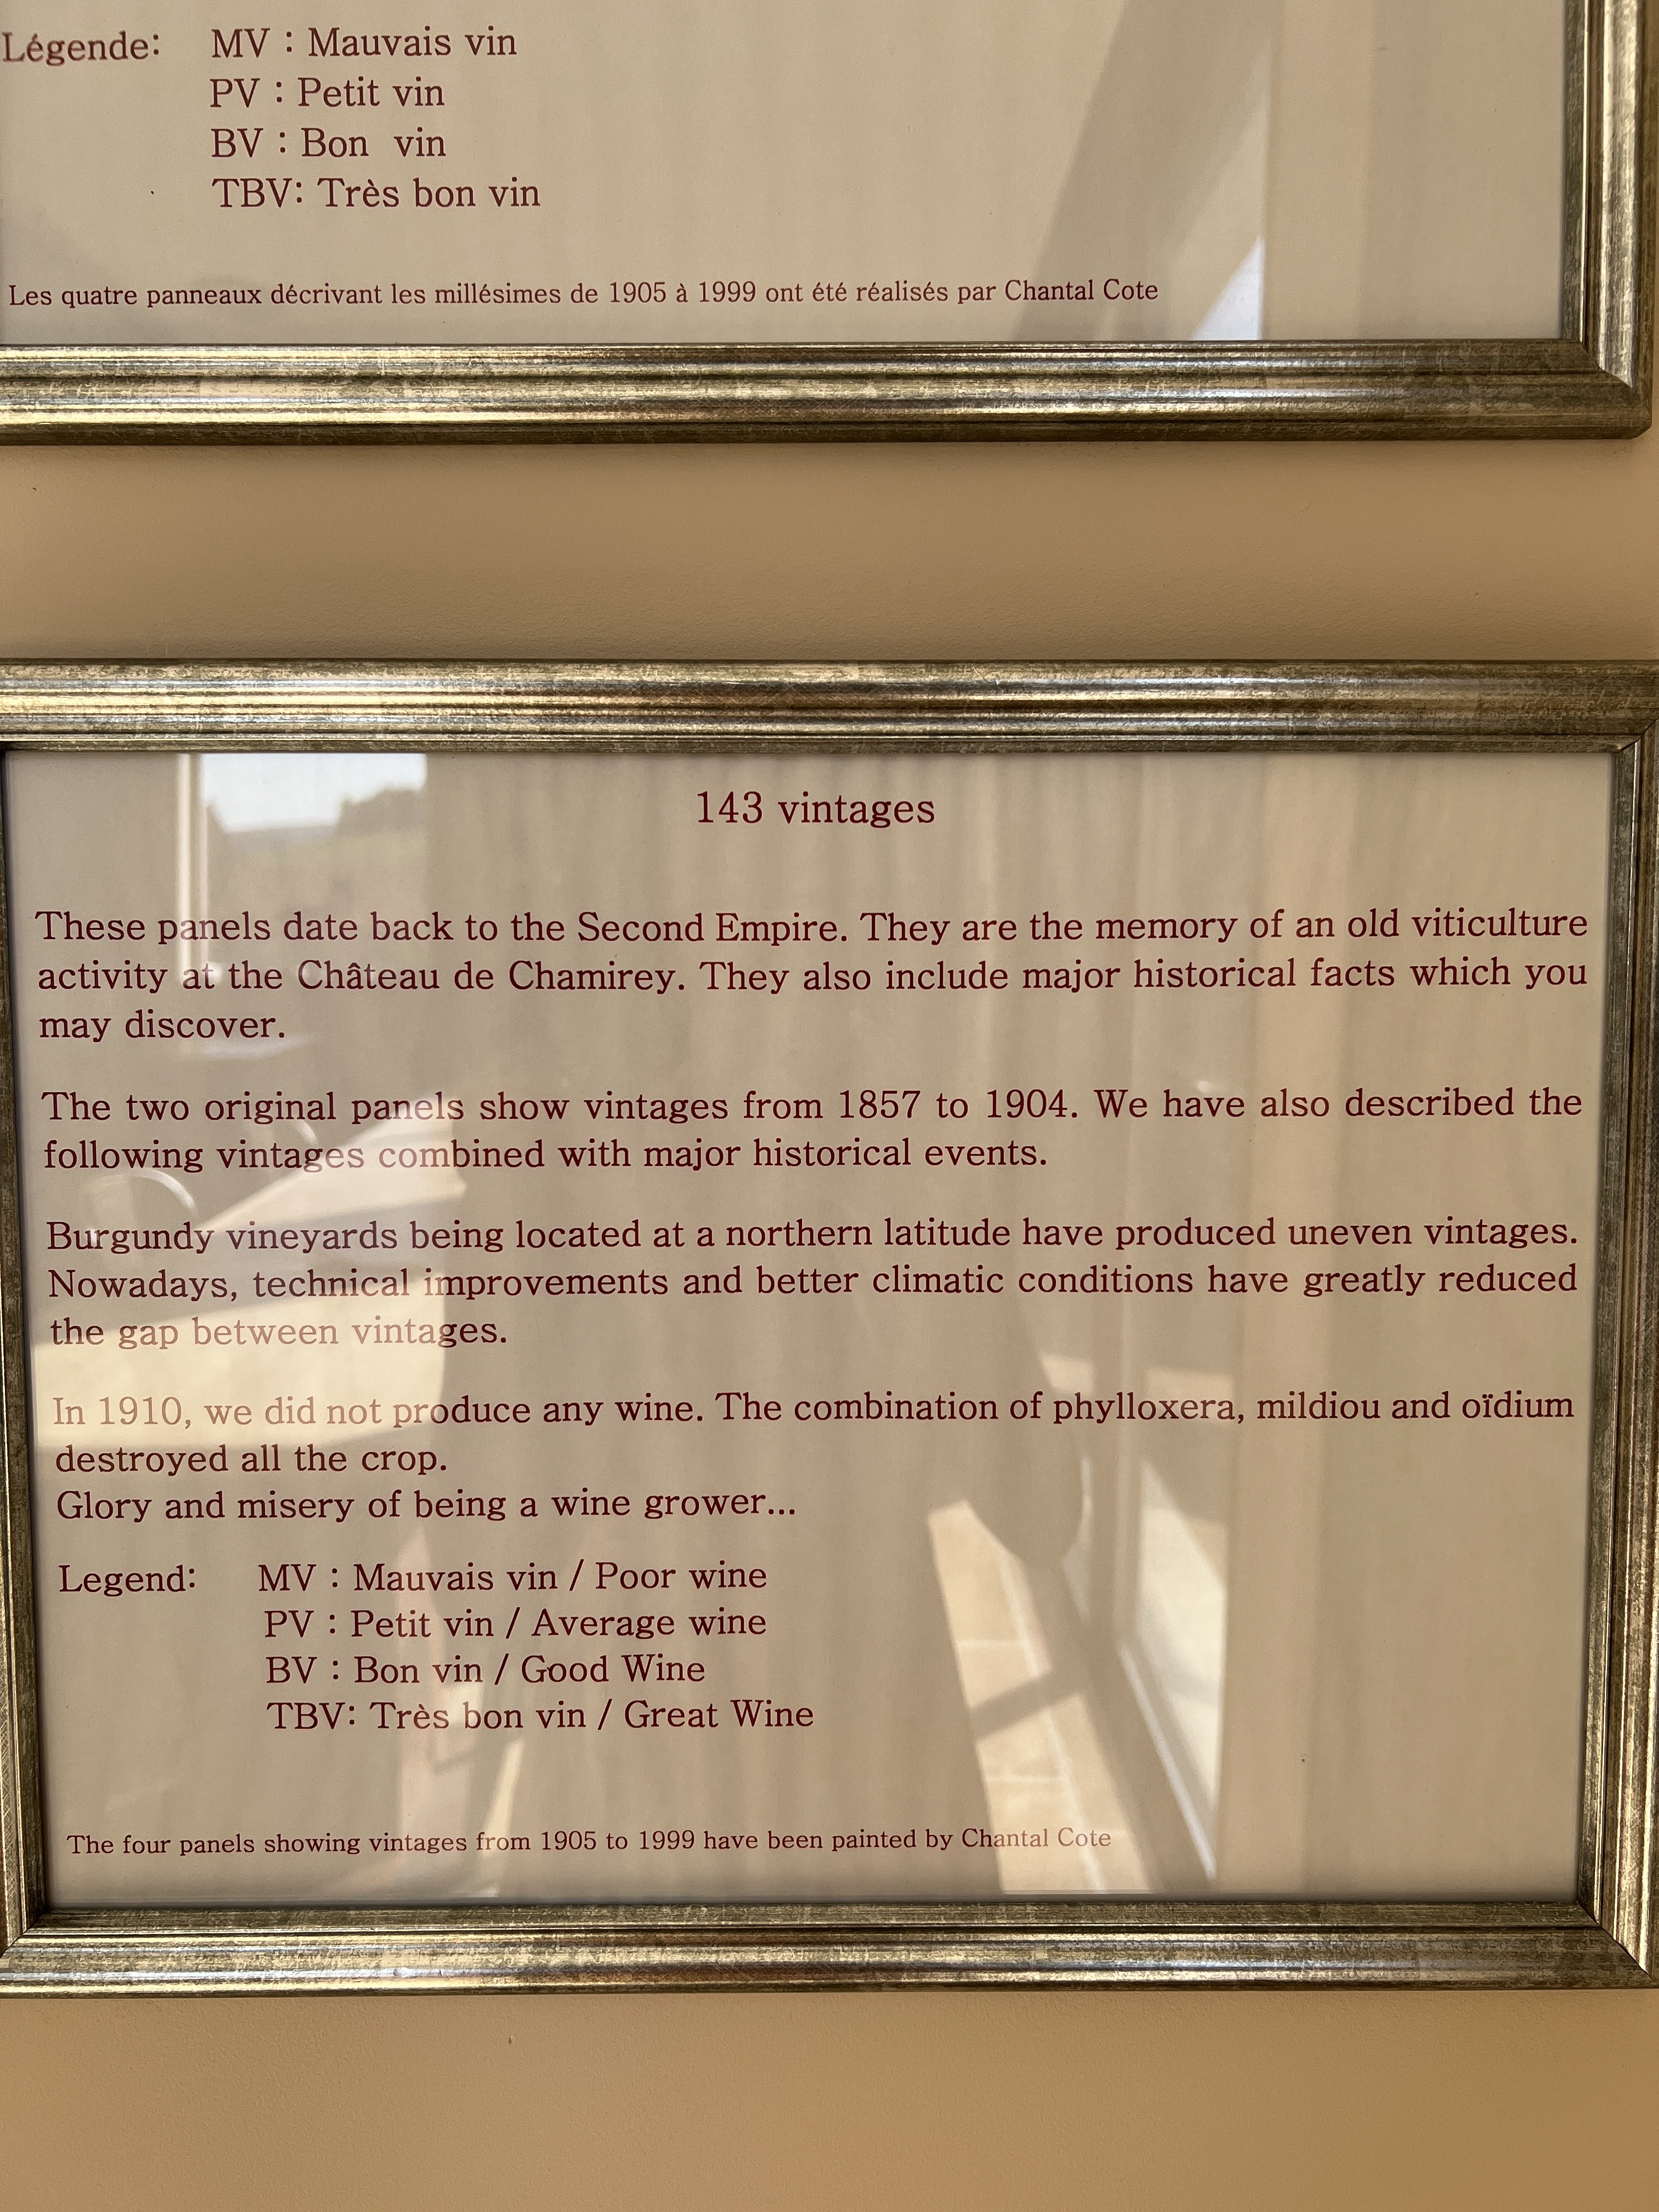 Légende: MV : Mauvais vin
PV : Petit vin
BV : Bon vin
TBV: Très bon vin
Les quatre panneaux décrivant les millésimes de 1905 à 1999 ont été réalisés par Chantal Cote
143 vintages
These panels date back to the Second Empire. They are the memory of an old viticulture
activity at the Château de Chamirey. They also include major historical facts which you
may discover.
The two original panels show vintages from 1857 to 1904. We have also described the
following vintages combined with major historical events.
Burgundy vineyards being located at a northern latitude have produced uneven vintages.
Nowadays, technical improvements and better climatic conditions have greatly reduced
the gap between vintages.
In 1910, we did not produce any wine. The combination of phylloxera, mildiou and oïdium
destroyed all the crop.
Glory and misery of being a wine grower...
Legend: MV : Mauvais vin / Poor wine
PV : Petit vin / Average wine
BV : Bon vin / Good Wine
TBV: Très bon vin / Great Wine
The four panels showing vintages from 1905 to 1999 have been painted by Chantal Cote